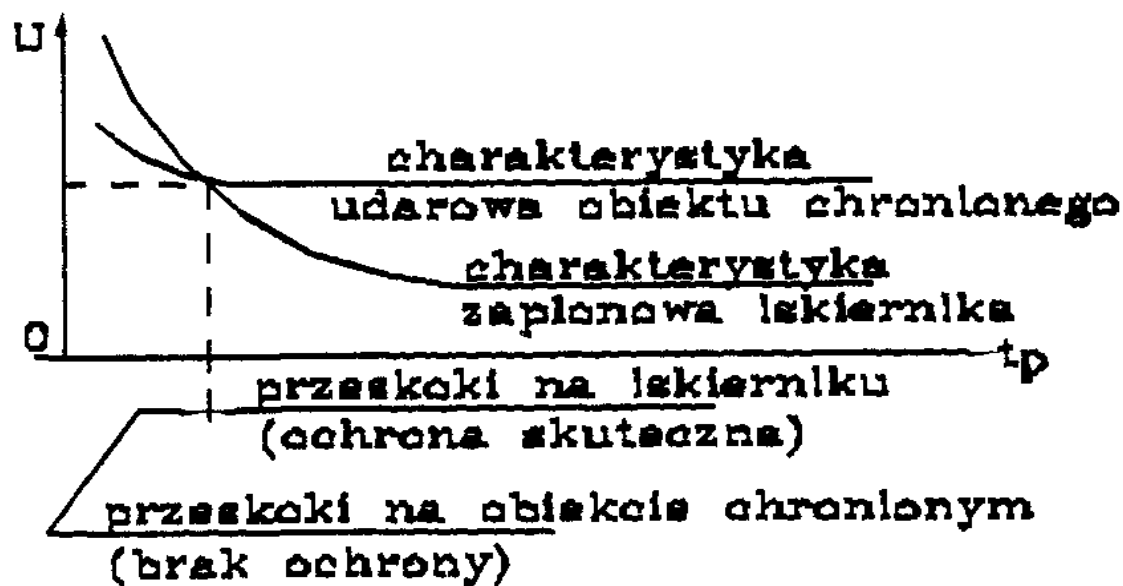 U
charakterystyka
udarowa obiektu chronionego
charakterystyka
zapłonowa iskiernika
0
tp
przeskoki na iskierniku
(ochrona skuteczna)
przeskoki na obiekcie chronionym
(brak ochrony)